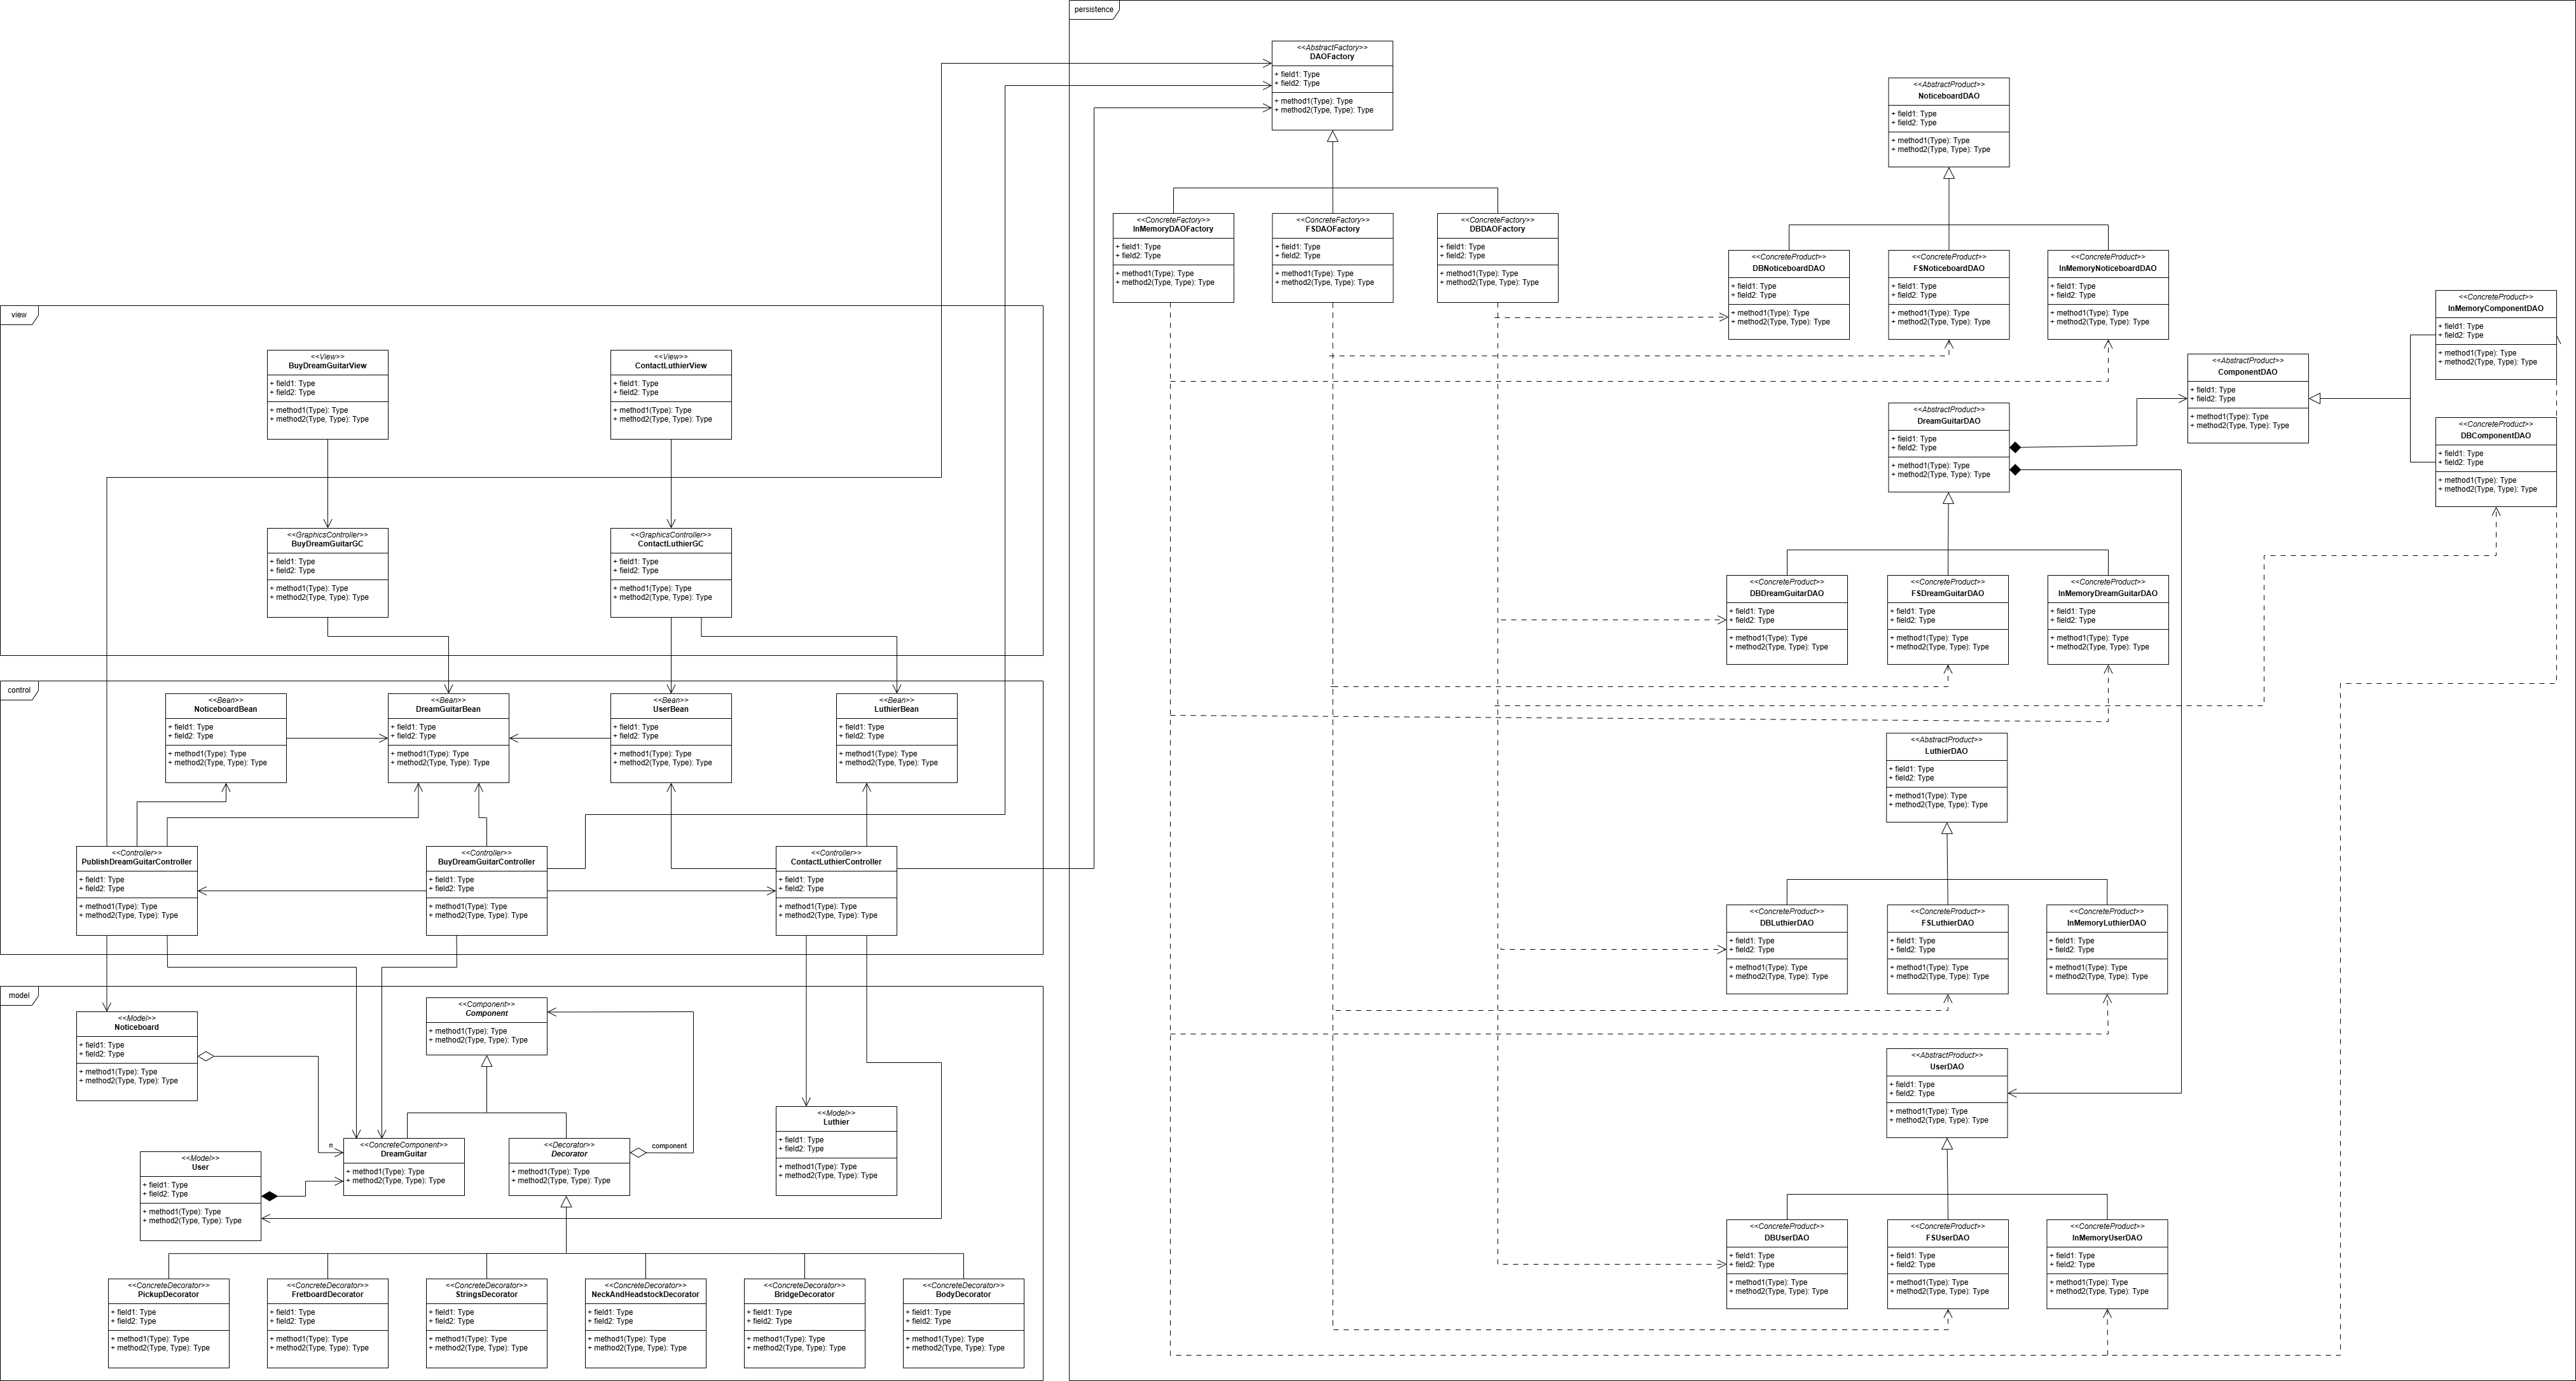 persistence
<<AbstractFactory>>
DAOFactory
+ field1: Type
+ field2: Type
+ method1(Type): Type
+ method2(Type, Type): Type
<<AbstractProduct>>
NoticeboardDAO
+ field1: Type
+ field2: Type
+ method1(Type): Type
+ method2(Type, Type): Type
<<ConcreteFactory>>
InMemoryDAOFactory
+ field1: Type
+ field2: Type
+ method1(Type): Type
+ method2(Type, Type): Type
<<ConcreteFactory>>
FSDAOFactory
+ field1: Type
+ field2: Type
+ method1(Type): Type
+ method2(Type, Type): Type
<<ConcreteFactory>>
DBDAOFactory
+ field1: Type
+ field2: Type
+ method1(Type): Type
+ method2(Type, Type): Type
<<ConcreteProduct>>
DBNoticeboardDAO
+ field1: Type
+ field2: Type
+ method1(Type): Type
+ method2(Type, Type): Type
<<ConcreteProduct>>
FSNoticeboardDAO
+ field1: Type
+ field2: Type
+ method1(Type): Type
+ method2(Type, Type): Type
<<ConcreteProduct>>
InMemoryNoticeboardDAO
+ field1: Type
+ field2: Type
+ method1(Type): Type
+ method2(Type, Type): Type
<<ConcreteProduct>>
InMemoryComponentDAO
+ field1: Type
+ field2: Type
+ method1(Type): Type
+ method2(Type, Type): Type
<<AbstractProduct>>
ComponentDAO
+ field1: Type
+ field2: Type
+ method1(Type): Type
+ method2(Type, Type): Type
<<AbstractProduct>>
DreamGuitarDAO
+ field1: Type
+ field2: Type
+ method1(Type): Type
+ method2(Type, Type): Type
<<ConcreteProduct>>
DBComponentDAO
+ field1: Type
+ field2: Type
+ method1(Type): Type
+ method2(Type, Type): Type
<<ConcreteProduct>>
DBDreamGuitarDAO
+ field1: Type
+ field2: Type
+ method1(Type): Type
+ method2(Type, Type): Type
<<ConcreteProduct>>
FSDreamGuitarDAO
+ field1: Type
+ field2: Type
+ method1(Type): Type
+ method2(Type, Type): Type
<<ConcreteProduct>>
InMemoryDreamGuitarDAO
+ field1: Type
+ field2: Type
+ method1(Type): Type
+ method2(Type, Type): Type
<<AbstractProduct>>
LuthierDAO
+ field1: Type
+ field2: Type
+ method1(Type): Type
+ method2(Type, Type): Type
<<ConcreteProduct>>
DBLuthierDAO
+ field1: Type
+ field2: Type
+ method1(Type): Type
+ method2(Type, Type): Type
<<ConcreteProduct>>
FSLuthierDAO
+ field1: Type
+ field2: Type
+ method1(Type): Type
+ method2(Type, Type): Type
<<ConcreteProduct>>
InMemoryLuthierDAO
+ field1: Type
+ field2: Type
+ method1(Type): Type
+ method2(Type, Type): Type
<<AbstractProduct>>
UserDAO
+ field1: Type
+ field2: Type
+ method1(Type): Type
+ method2(Type, Type): Type
<<ConcreteProduct>>
DBUserDAO
+ field1: Type
+ field2: Type
+ method1(Type): Type
+ method2(Type, Type): Type
<<ConcreteProduct>>
FSUserDAO
+ field1: Type
+ field2: Type
+ method1(Type): Type
+ method2(Type, Type): Type
<<ConcreteProduct>>
InMemoryUserDAO
+ field1: Type
+ field2: Type
+ method1(Type): Type
+ method2(Type, Type): Type
view
<<View>>
BuyDreamGuitarView
+ field1: Type
+ field2: Type
+ method1(Type): Type
+ method2(Type, Type): Type
<<View>>
ContactLuthierView
+ field1: Type
+ field2: Type
+ method1(Type): Type
+ method2(Type, Type): Type
<<GraphicsController>>
BuyDreamGuitarGC
+ field1: Type
+ field2: Type
+ method1(Type): Type
+ method2(Type, Type): Type
<<GraphicsController>>
ContactLuthierGC
+ field1: Type
+ field2: Type
+ method1(Type): Type
+ method2(Type, Type): Type
control
<<Bean>>
NoticeboardBean
+ field1: Type
+ field2: Type
+ method1(Type): Type
+ method2(Type, Type): Type
<<Bean>>
DreamGuitarBean
+ field1: Type
+ field2: Type
+ method1(Type): Type
+ method2(Type, Type): Type
<<Bean>>
UserBean
+ field1: Type
+ field2: Type
+ method1(Type): Type
+ method2(Type, Type): Type
<<Bean>>
LuthierBean
+ field1: Type
+ field2: Type
+ method1(Type): Type
+ method2(Type, Type): Type
<<Controller>>
PublishDreamGuitarController
+ field1: Type
+ field2: Type
+ method1(Type): Type
+ method2(Type, Type): Type
<<Controller>>
BuyDreamGuitarController
+ field1: Type
+ field2: Type
+ method1(Type): Type
+ method2(Type, Type): Type
<<Controller>>
ContactLuthierController
+ field1: Type
+ field2: Type
+ method1(Type): Type
+ method2(Type, Type): Type
model
<<Model>>
Noticeboard
+ field1: Type
+ field2: Type
+ method1(Type): Type
+ method2(Type, Type): Type
<<Component>>
Component
+ method1(Type): Type
+ method2(Type, Type): Type
<<Model>>
Luthier
+ field1: Type
+ field2: Type
+ method1(Type): Type
+ method2(Type, Type): Type
n
<<ConcreteComponent>>
DreamGuitar
+ method1(Type): Type
+ method2(Type, Type): Type
<<Decorator>>
Decorator
+ method1(Type): Type
+ method2(Type, Type): Type
component
<<Model>>
User
+ field1: Type
+ field2: Type
+ method1(Type): Type
+ method2(Type, Type): Type
<<ConcreteDecorator>>
PickupDecorator
+ field1: Type
+ field2: Type
+ method1(Type): Type
+ method2(Type, Type): Type
<<ConcreteDecorator>>
FretboardDecorator
+ field1: Type
+ field2: Type
+ method1(Type): Type
+ method2(Type, Type): Type
<<ConcreteDecorator>>
StringsDecorator
+ field1: Type
+ field2: Type
+ method1(Type): Type
+ method2(Type, Type): Type
<<ConcreteDecorator>>
NeckAndHeadstockDecorator
+ field1: Type
+ field2: Type
+ method1(Type): Type
+ method2(Type, Type): Type
<<ConcreteDecorator>>
BridgeDecorator
+ field1: Type
+ field2: Type
+ method1(Type): Type
+ method2(Type, Type): Type
<<ConcreteDecorator>>
BodyDecorator
+ field1: Type
+ field2: Type
+ method1(Type): Type
+ method2(Type, Type): Type